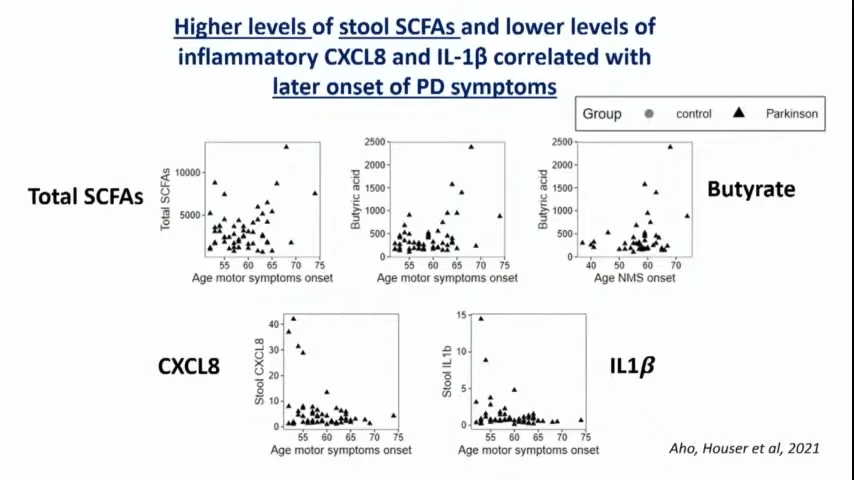 Higher levels of stool SCFAs and lower levels of
inflammatory CXCL8 and IL-1β correlated with
later onset of PD symptoms
Group control Parkinson
Total SCFAs
Total SCFAs
10000
5000
55 60 65 70 75
Age motor symptoms onset
Butyric acid
2500
2000
1500
1000
500
0
55 60 65 70 75
Age motor symptoms onset
Butyric acid
2500
2000
1500
1000
500
0
40 50 60 70
Age NMS onset
Butyrate
CXCL8
Stool CXCL8
40
30
20
10
0
55 60 65 70 75
Age motor symptoms onset
Stool IL1b
15
10
5
0
55 60 65 70 75
Age motor symptoms onset
IL1β
Aho, Houser et al, 2021